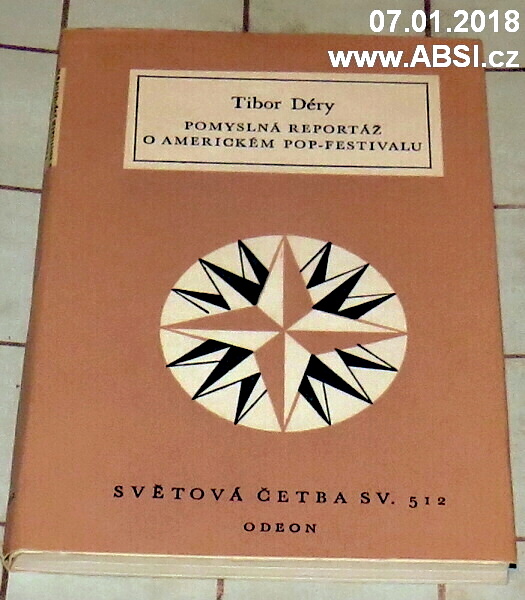 07.01.2018
www.ABSI.cz
Tibor Déry
POMYSLNÁ REPORTÁŽ
O AMERICKÉM POP-FESTIVALU
SVĚTOVÁ ČETBA SV. 512
ODEON